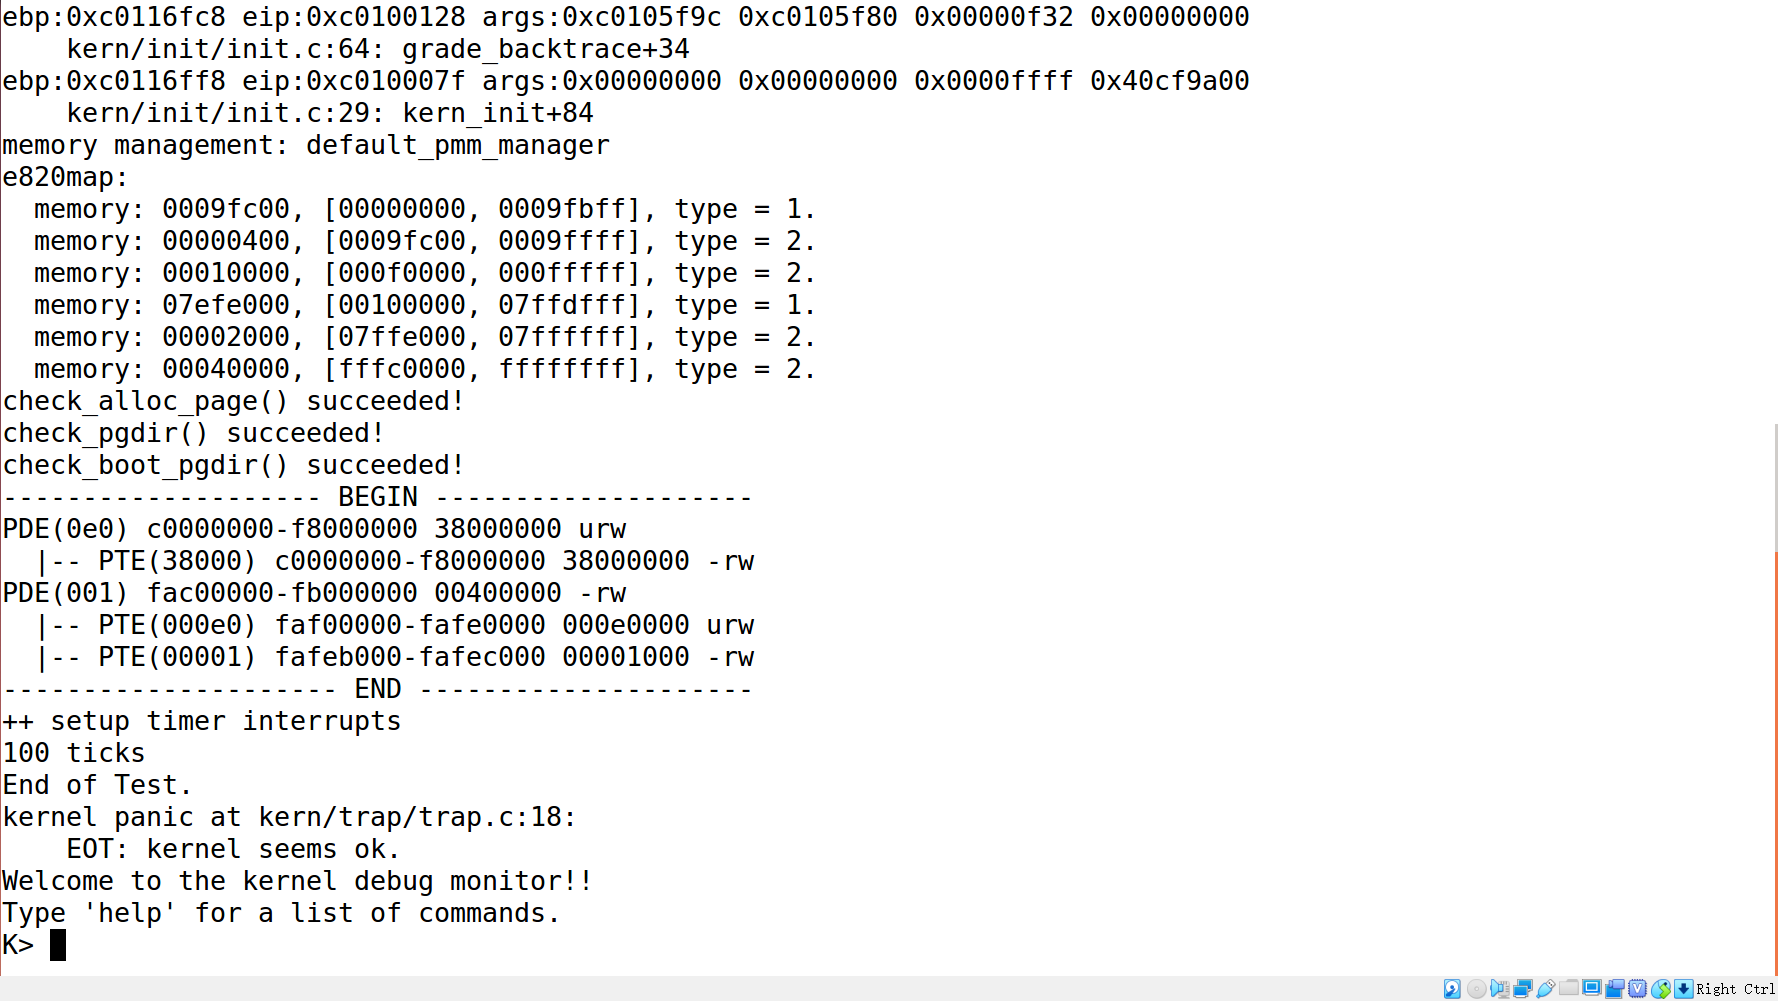 ebp:0xc0116fc8 eip:0xc0100128 args:0xc0105f9c 0xc0105f80 0x00000f32 0x00000000
    kern/init/init.c:64: grade_backtrace+34
ebp:0xc0116ff8 eip:0xc010007f args:0x00000000 0x00000000 0x0000ffff 0x40cf9a00
    kern/init/init.c:29: kern_init+84
memory management: default_pmm_manager
e820map:
  memory: 0009fc00, [00000000, 0009fbff], type = 1.
  memory: 00000400, [0009fc00, 0009ffff], type = 2.
  memory: 00010000, [000f0000, 000fffff], type = 2.
  memory: 07efe000, [00100000, 07ffdfff], type = 1.
  memory: 00002000, [07ffe000, 07ffffff], type = 2.
  memory: 00040000, [fffc0000, ffffffff], type = 2.
check_alloc_page() succeeded!
check_pgdir() succeeded!
check_boot_pgdir() succeeded!
-------------------- BEGIN --------------------
PDE(0e0) c0000000-f8000000 38000000 urw
  |-- PTE(38000) c0000000-f8000000 38000000 -rw
PDE(001) fac00000-fb000000 00400000 -rw
  |-- PTE(000e0) faf00000-fafe0000 000e0000 urw
  |-- PTE(00001) fafeb000-fafec000 00001000 -rw
--------------------- END ---------------------
++ setup timer interrupts
100 ticks
End of Test.
kernel panic at kern/trap/trap.c:18:
    EOT: kernel seems ok.
Welcome to the kernel debug monitor!!
Type 'help' for a list of commands.
K>
Right Ctrl